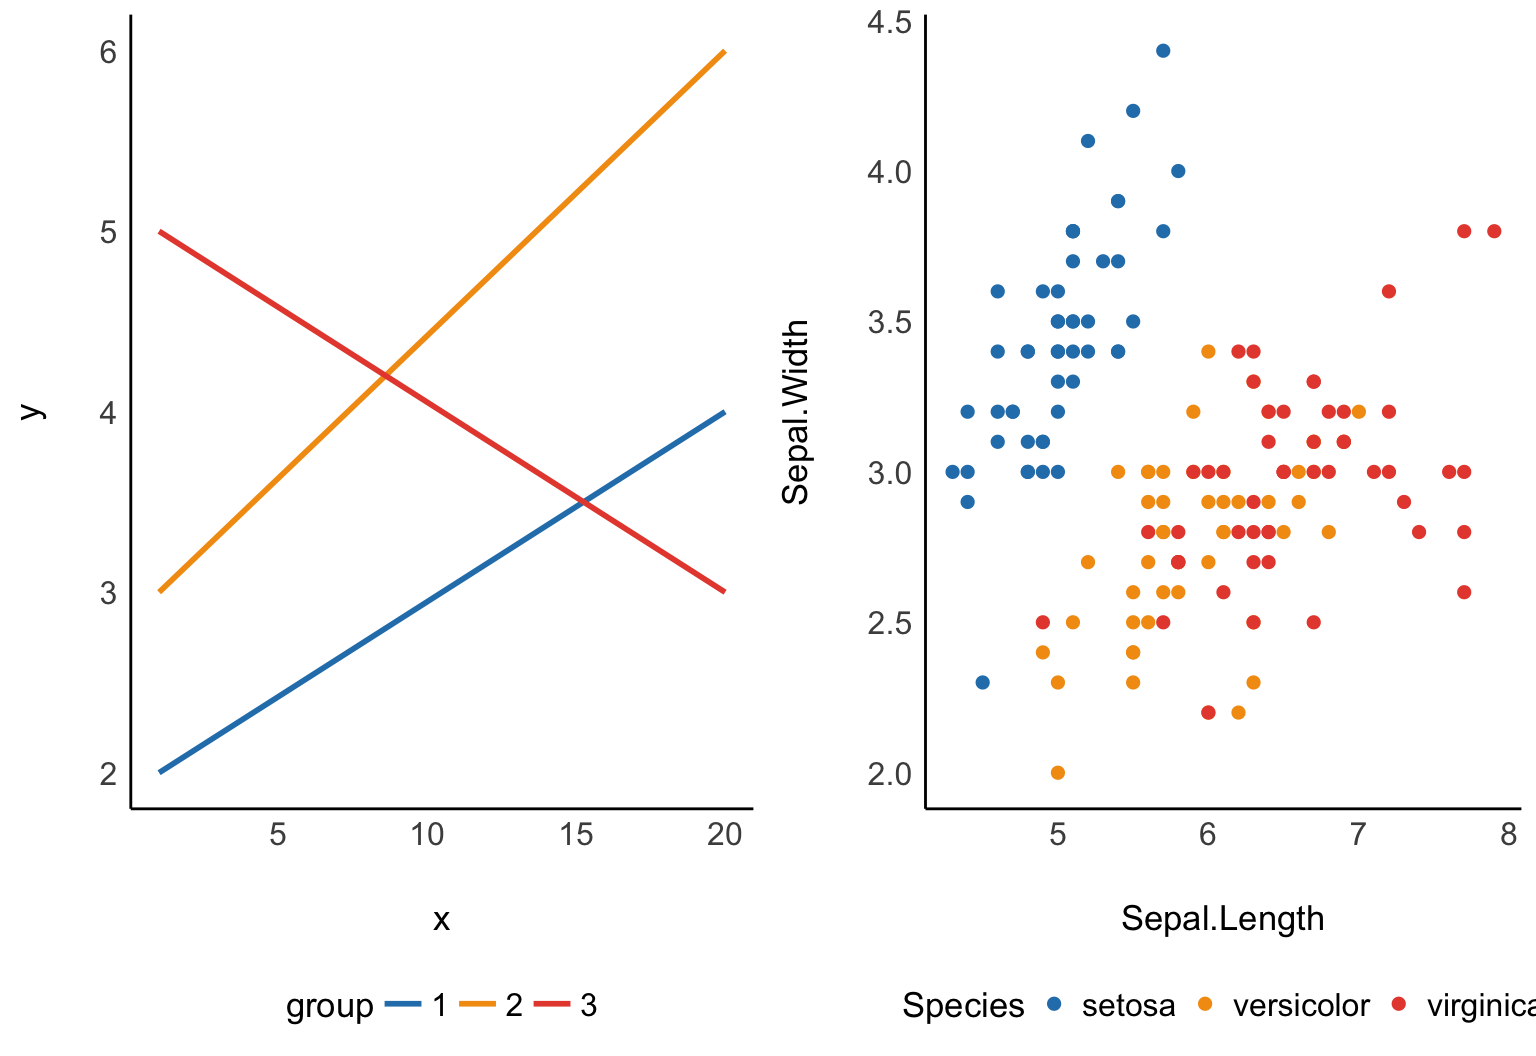 6
5
4
3
2
y
5 10 15 20
x
group 1 2 3
4.5
4.0
3.5
3.0
2.5
2.0
Sepal.Width
5 6 7 8
Sepal.Length
Species setosa versicolor virginica